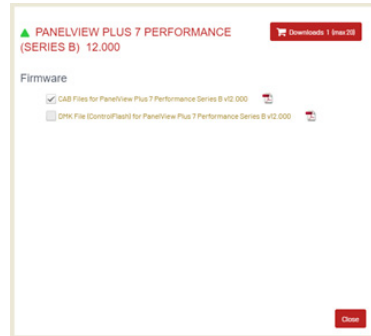 PANELVIEW PLUS 7 PERFORMANCE
(SERIES B) 12.000
Downloads 1 (max 20)
Firmware
CAB Files for PanelView Plus 7 Performance Series B v12.000
DMK File (ControlFlash) for PanelView Plus 7 Performance Series B v12.000
Close